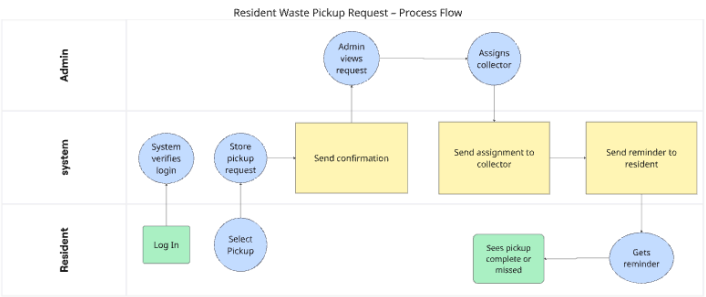 Resident Waste Pickup Request – Process Flow
Admin
Admin
views
request
Assigns
collector
system
System
verifies
login
Store
pickup
request
Send confirmation
Send assignment to
collector
Send reminder to
resident
Resident
Log In
Select
Pickup
Sees pickup
complete or
missed
Gets
reminder